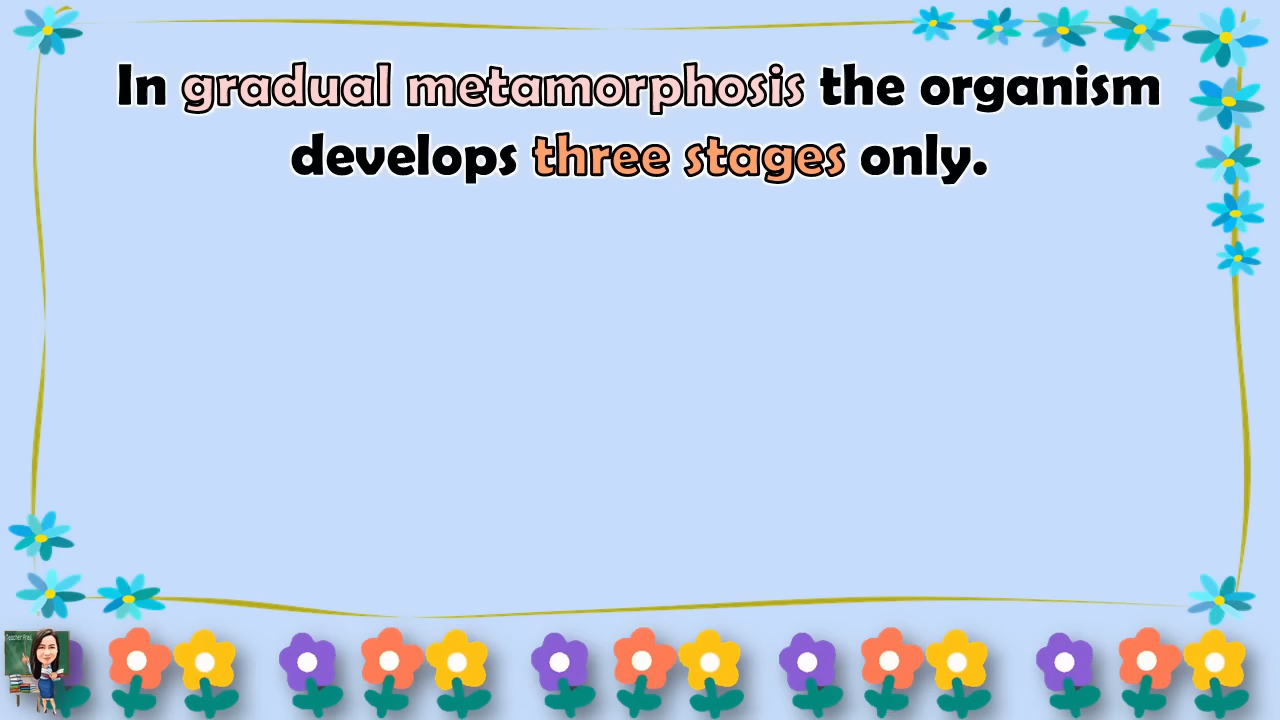 In gradual metamorphosis the organism
develops three stages only.